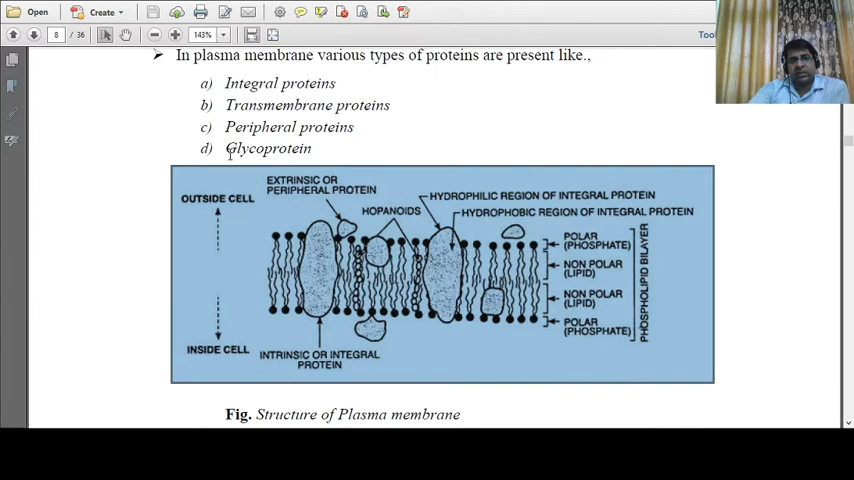 Open
Create
8 / 36
143%
Tool
➢ In plasma membrane various types of proteins are present like.,
a) Integral proteins
b) Transmembrane proteins
c) Peripheral proteins
d) Glycoprotein
EXTRINSIC OR
PERIPHERAL PROTEIN
OUTSIDE CELL
HOPANOIDS
HYDROPHILIC REGION OF INTEGRAL PROTEIN
HYDROPHOBIC REGION OF INTEGRAL PROTEIN
POLAR
(PHOSPHATE)
NON POLAR
(LIPID)
NON POLAR
(LIPID)
POLAR
(PHOSPHATE)
PHOSPHOLIPID BILAYER
INSIDE CELL
INTRINSIC OR INTEGRAL
PROTEIN
Fig. Structure of Plasma membrane